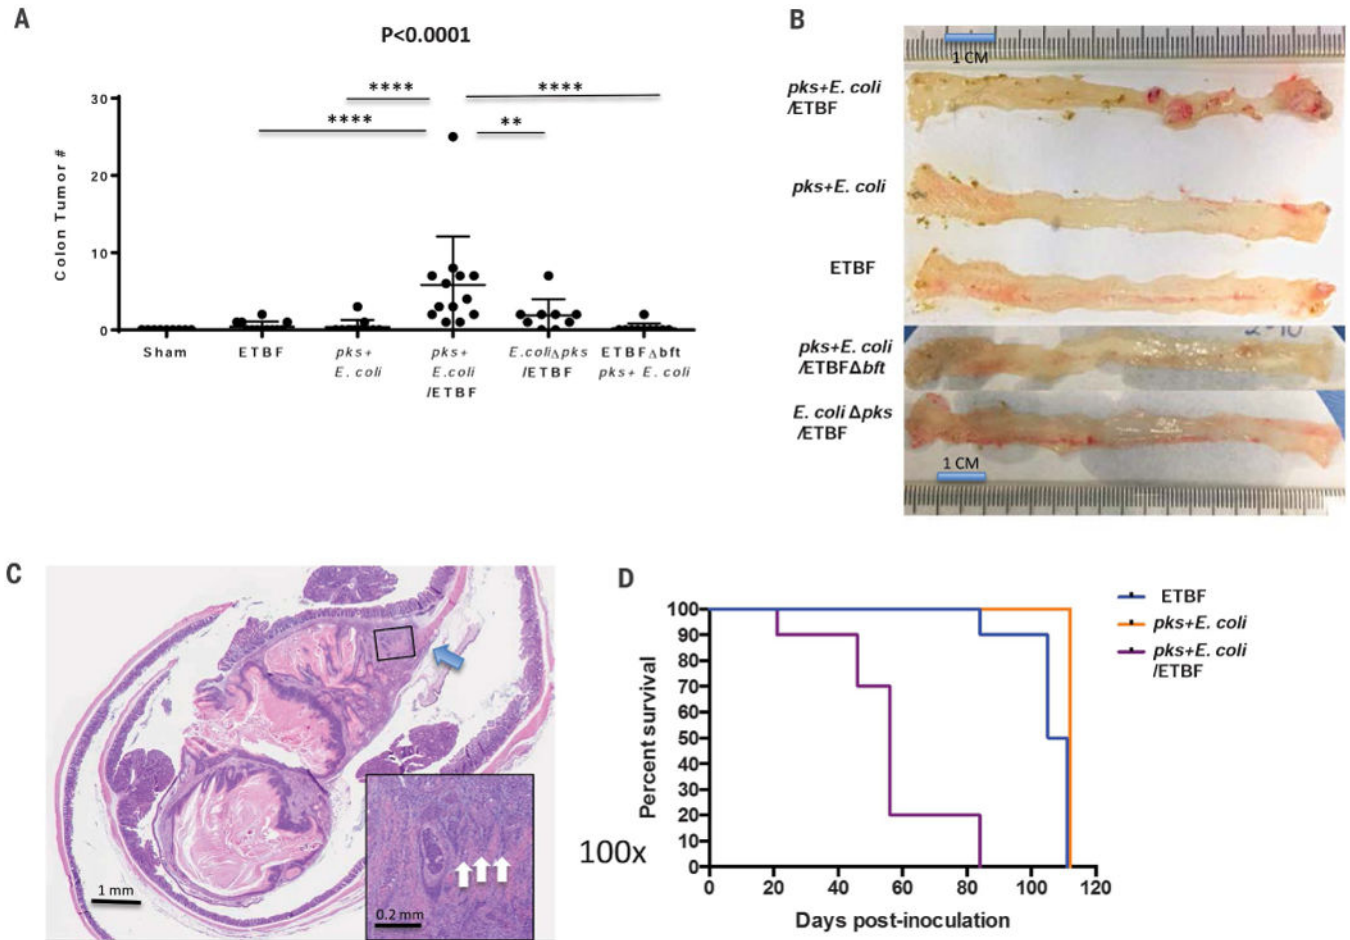 A
P<0.0001
****
****
****
**
30
20
10
0
Colon Tumor #
Sham
ETBF
pks+
E. coli
pks+
E.coli
/ETBF
E.coliΔpks
/ETBF
ETBFΔbft
pks+ E. coli
B
1 CM
pks+E. coli
/ETBF
pks+E. coli
ETBF
pks+E. coli
/ETBFΔbft
E. coli Δpks
/ETBF
1 CM
C
1 mm
0.2 mm
100x
D
ETBF
pks+E. coli
pks+E. coli
/ETBF
Percent survival
100
90
80
70
60
50
40
30
20
10
0
0 20 40 60 80 100 120
Days post-inoculation